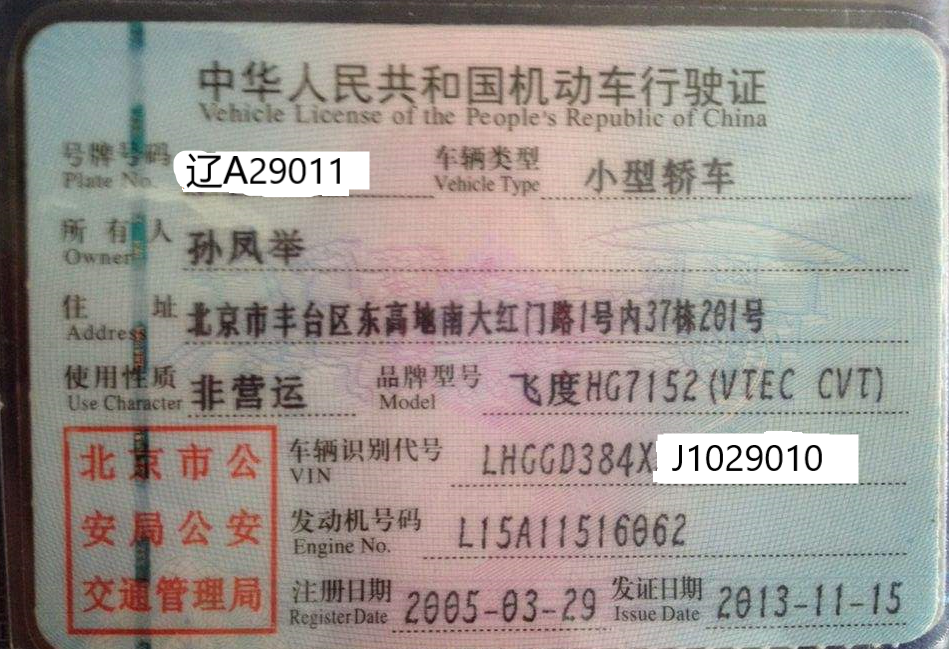 中华人民共和国机动车行驶证
Vehicle License of the People's Republic of China
号牌号码 辽A29011 车辆类型 小型轿车
Plate No. Vehicle Type
所有人 孙凤举
Owner
住址 北京市丰台区东高地南大红门路1号内37栋201号
Address
使用性质 非营运 品牌型号 飞度HG7152(VTEC CVT)
Use Character Model
北京市公
安局公安
交通管理局
车辆识别代号 LHGGD384X J1029010
VIN
发动机号码 L15A11516062
Engine No.
注册日期 2005-03-29 发证日期 2013-11-15
Register Date Issue Date